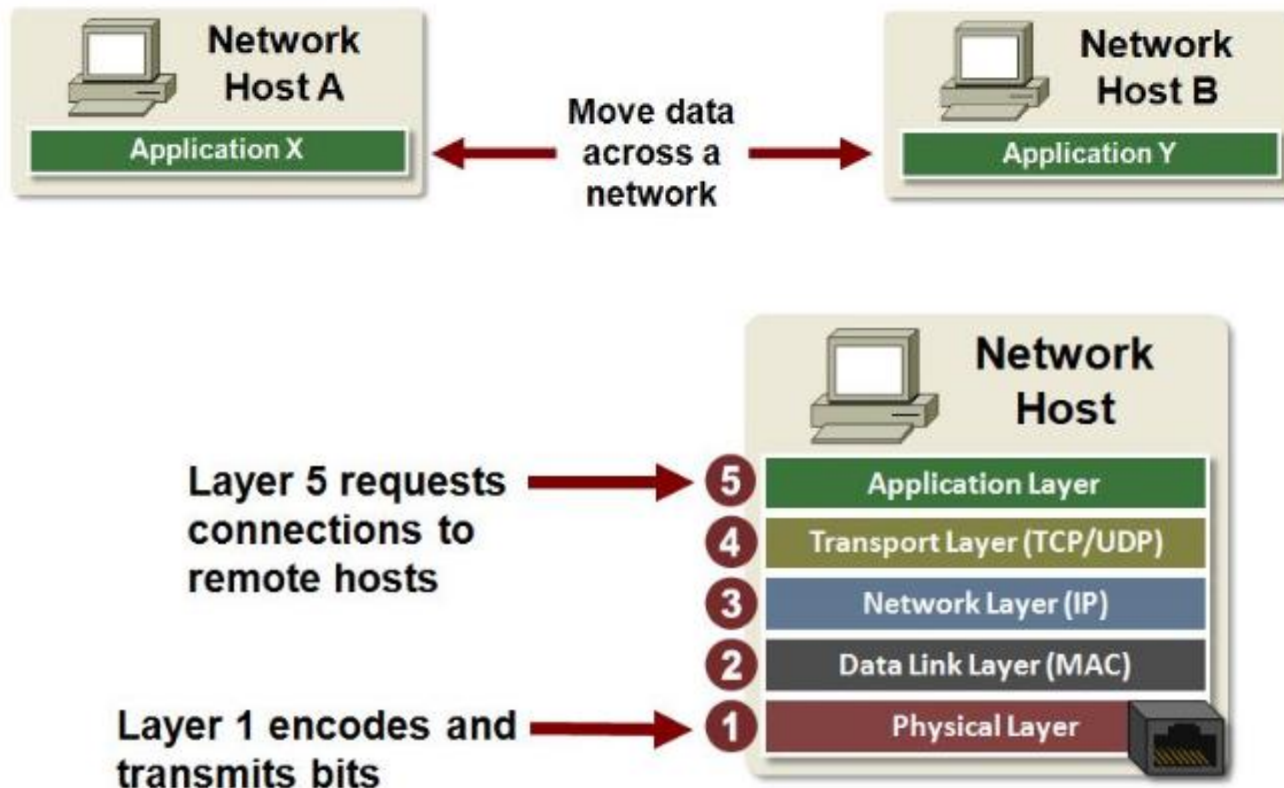 Network
Host A
Application X
Move data
across a
network
Network
Host B
Application Y
Network
Host
Layer 5 requests
connections to
remote hosts
5 Application Layer
4 Transport Layer (TCP/UDP)
3 Network Layer (IP)
2 Data Link Layer (MAC)
Layer 1 encodes and
transmits bits
1 Physical Layer